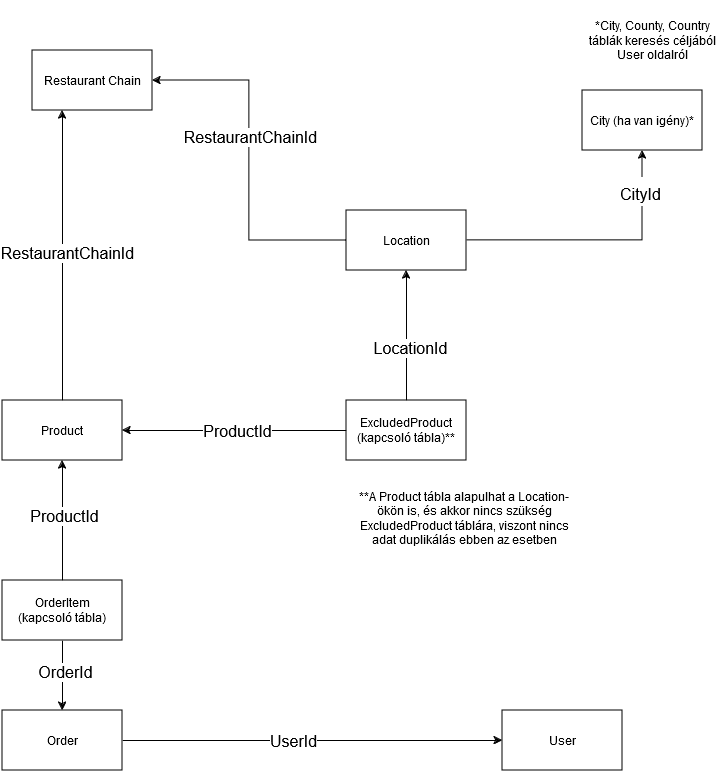 *City, County, Country
táblák keresés céljából
User oldalról
Restaurant Chain
City (ha van igény)*
RestaurantChainId
CityId
Location
RestaurantChainId
LocationId
Product
ProductId
ExcludedProduct
(kapcsoló tábla)**
**A Product tábla alapulhat a Location-
ökön is, és akkor nincs szükség
ExcludedProduct táblára, viszont nincs
adat duplikálás ebben az esetben
ProductId
OrderItem
(kapcsoló tábla)
OrderId
Order
UserId
User